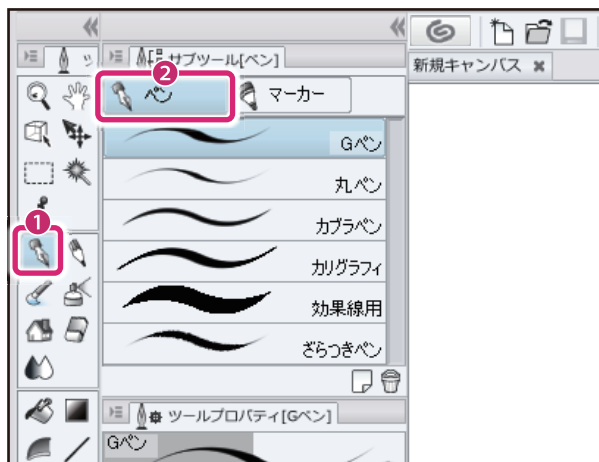 ツ
サブツール[ペン]
新規キャンバス
2
ペン
マーカー
Gペン
丸ペン
カブラペン
1
カリグラフィ
効果線用
ざらつきペン
ツールプロパティ[Gペン]
Gペン